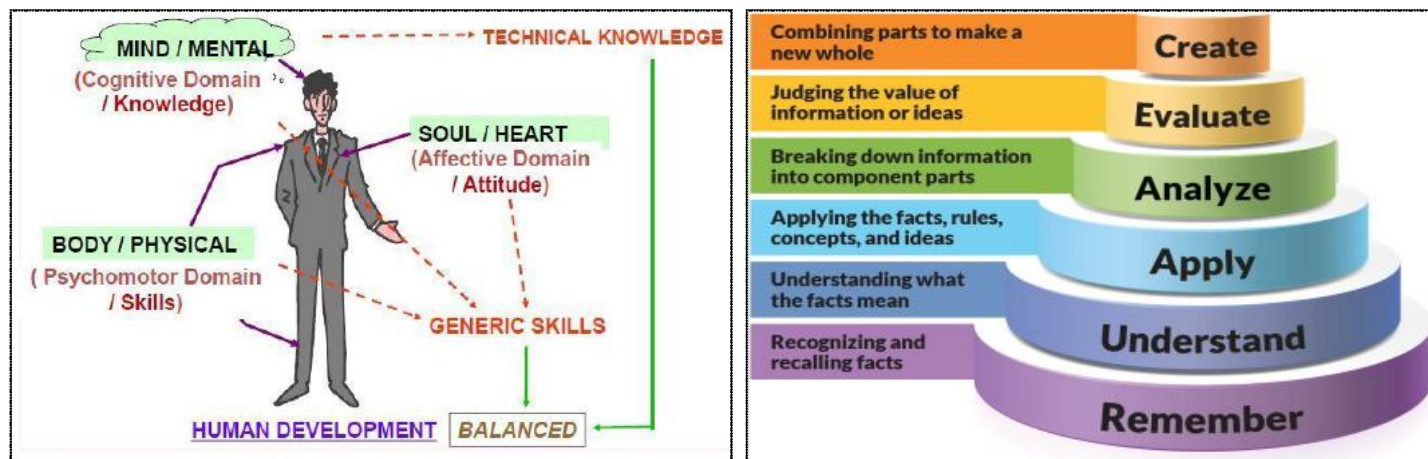 MIND / MENTAL
(Cognitive Domain
/ Knowledge)
TECHNICAL KNOWLEDGE
SOUL / HEART
(Affective Domain
/ Attitude)
BODY / PHYSICAL
( Psychomotor Domain
/ Skills)
GENERIC SKILLS
HUMAN DEVELOPMENT BALANCED
Combining parts to make a
new whole
Create
Judging the value of
information or ideas
Evaluate
Breaking down information
into component parts
Analyze
Applying the facts, rules,
concepts, and ideas
Apply
Understanding what
the facts mean
Understand
Recognizing and
recalling facts
Remember